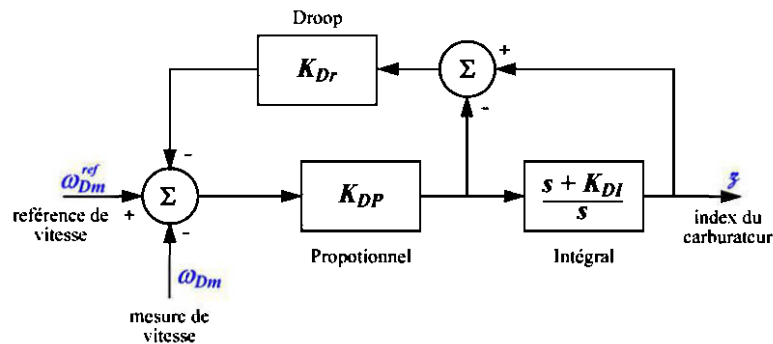 Droop
K_Dr
Σ
+
-
-
ω_Dm^ref
+
Σ
-
K_DP
s + K_DI
s
z
référence de
vitesse
index du
carburateur
Propotionnel
Intégral
ω_Dm
mesure de
vitesse